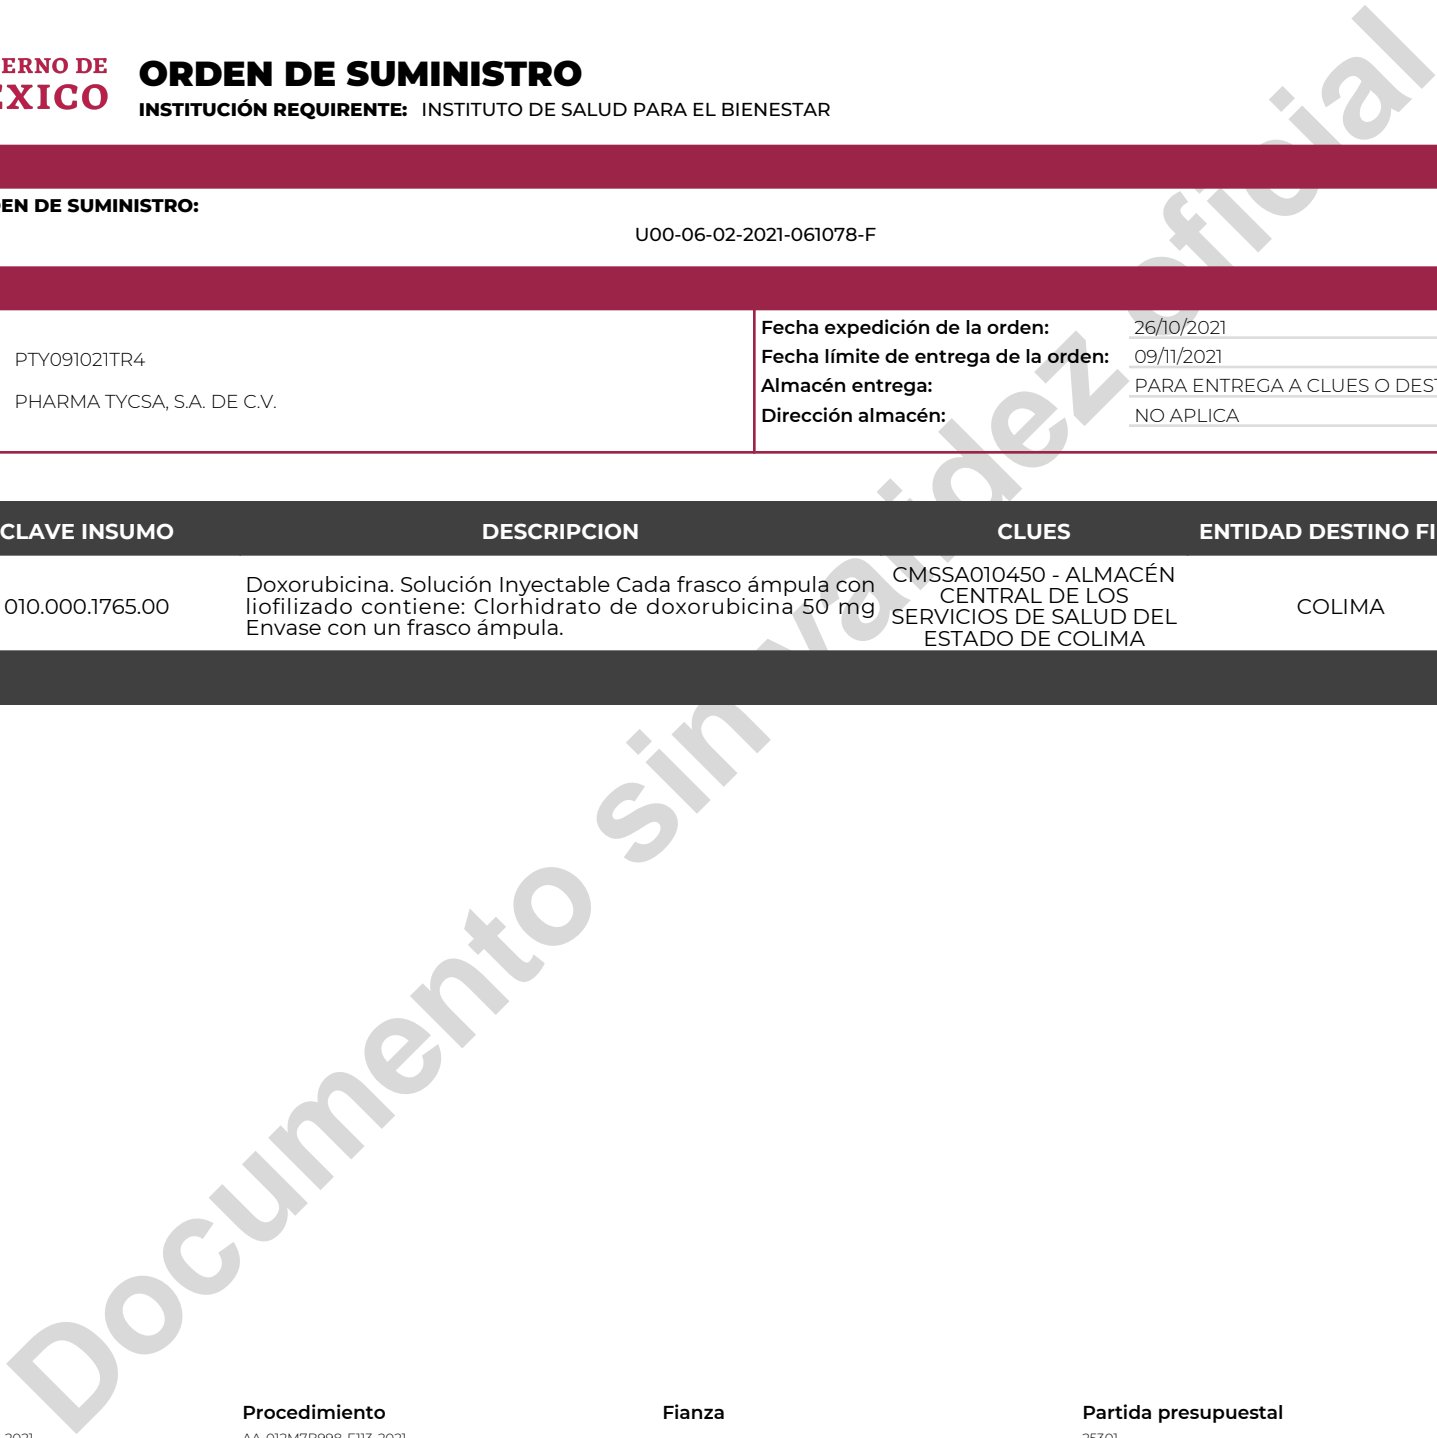 ERNO DE
ÉXICO
ORDEN DE SUMINISTRO
INSTITUCIÓN REQUIRENTE: INSTITUTO DE SALUD PARA EL BIENESTAR
EN DE SUMINISTRO:
U00-06-02-2021-061078-F
PTY091021TR4
PHARMA TYCSA, S.A. DE C.V.
Fecha expedición de la orden: 26/10/2021
Fecha límite de entrega de la orden: 09/11/2021
Almacén entrega: PARA ENTREGA A CLUES O DEST
Dirección almacén: NO APLICA
CLAVE INSUMO DESCRIPCION CLUES ENTIDAD DESTINO FI
010.000.1765.00
Doxorubicina. Solución Inyectable Cada frasco ámpula con
liofilizado contiene: Clorhidrato de doxorubicina 50 mg
Envase con un frasco ámpula.
CMSSA010450 - ALMACÉN
CENTRAL DE LOS
SERVICIOS DE SALUD DEL
ESTADO DE COLIMA
COLIMA
Documento sin validez oficial
Procedimiento Fianza Partida presupuestal